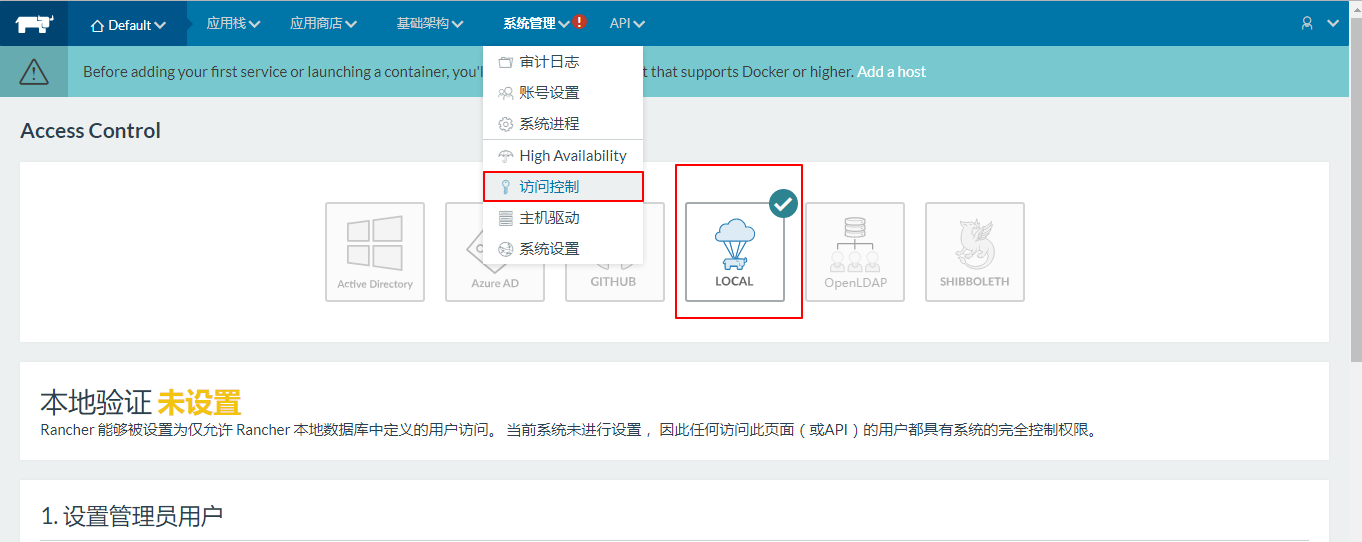 Default 应用栈 应用商店 基础架构 系统管理 API
Before adding your first service or launching a container, you'l t that supports Docker or higher. Add a host
审计日志
账号设置
系统进程
High Availability
访问控制
主机驱动
系统设置
Access Control
Active Directory Azure AD GITHUB LOCAL OpenLDAP SHIBBOLETH
本地验证 未设置
Rancher 能够被设置为仅允许 Rancher 本地数据库中定义的用户访问。 当前系统未进行设置 ，因此任何访问此页面（或API）的用户都具有系统的完全控制权限。
1. 设置管理员用户